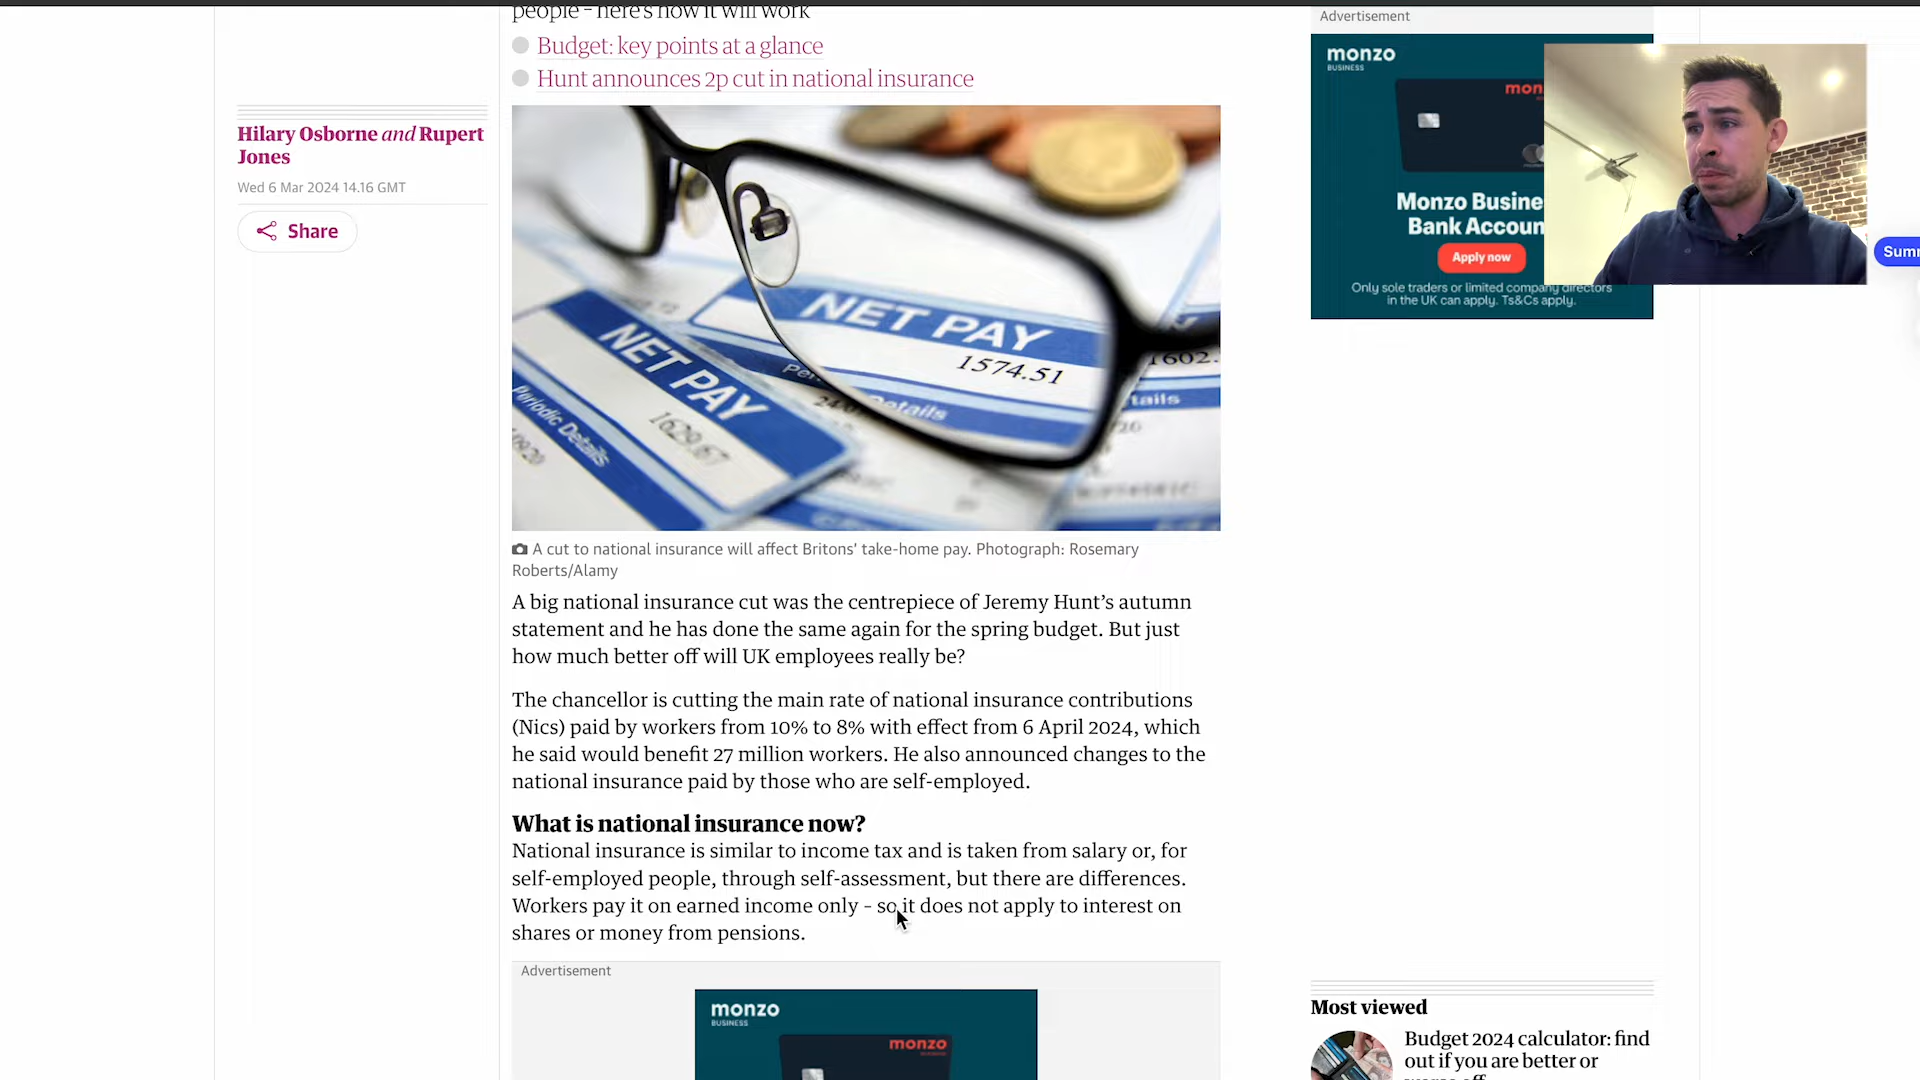 people – here's how it will work
Budget: key points at a glance
Hunt announces 2p cut in national insurance
Hilary Osborne and Rupert
Jones
Wed 6 Mar 2024 14.16 GMT
Share
NET PAY
1574.51
1602.
NET PAY
1629.67
Periodic Details
Details
tails
A cut to national insurance will affect Britons' take-home pay. Photograph: Rosemary
Roberts/Alamy
A big national insurance cut was the centrepiece of Jeremy Hunt's autumn
statement and he has done the same again for the spring budget. But just
how much better off will UK employees really be?
The chancellor is cutting the main rate of national insurance contributions
(Nics) paid by workers from 10% to 8% with effect from 6 April 2024, which
he said would benefit 27 million workers. He also announced changes to the
national insurance paid by those who are self-employed.
What is national insurance now?
National insurance is similar to income tax and is taken from salary or, for
self-employed people, through self-assessment, but there are differences.
Workers pay it on earned income only – so it does not apply to interest on
shares or money from pensions.
Advertisement
monzo
BUSINESS
monzo
Advertisement
monzo
BUSINESS
mon
Monzo Busine
Bank Accoun
Apply now
Only sole traders or limited company directors
in the UK can apply. Ts&Cs apply.
Sum
Most viewed
Budget 2024 calculator: find
out if you are better or